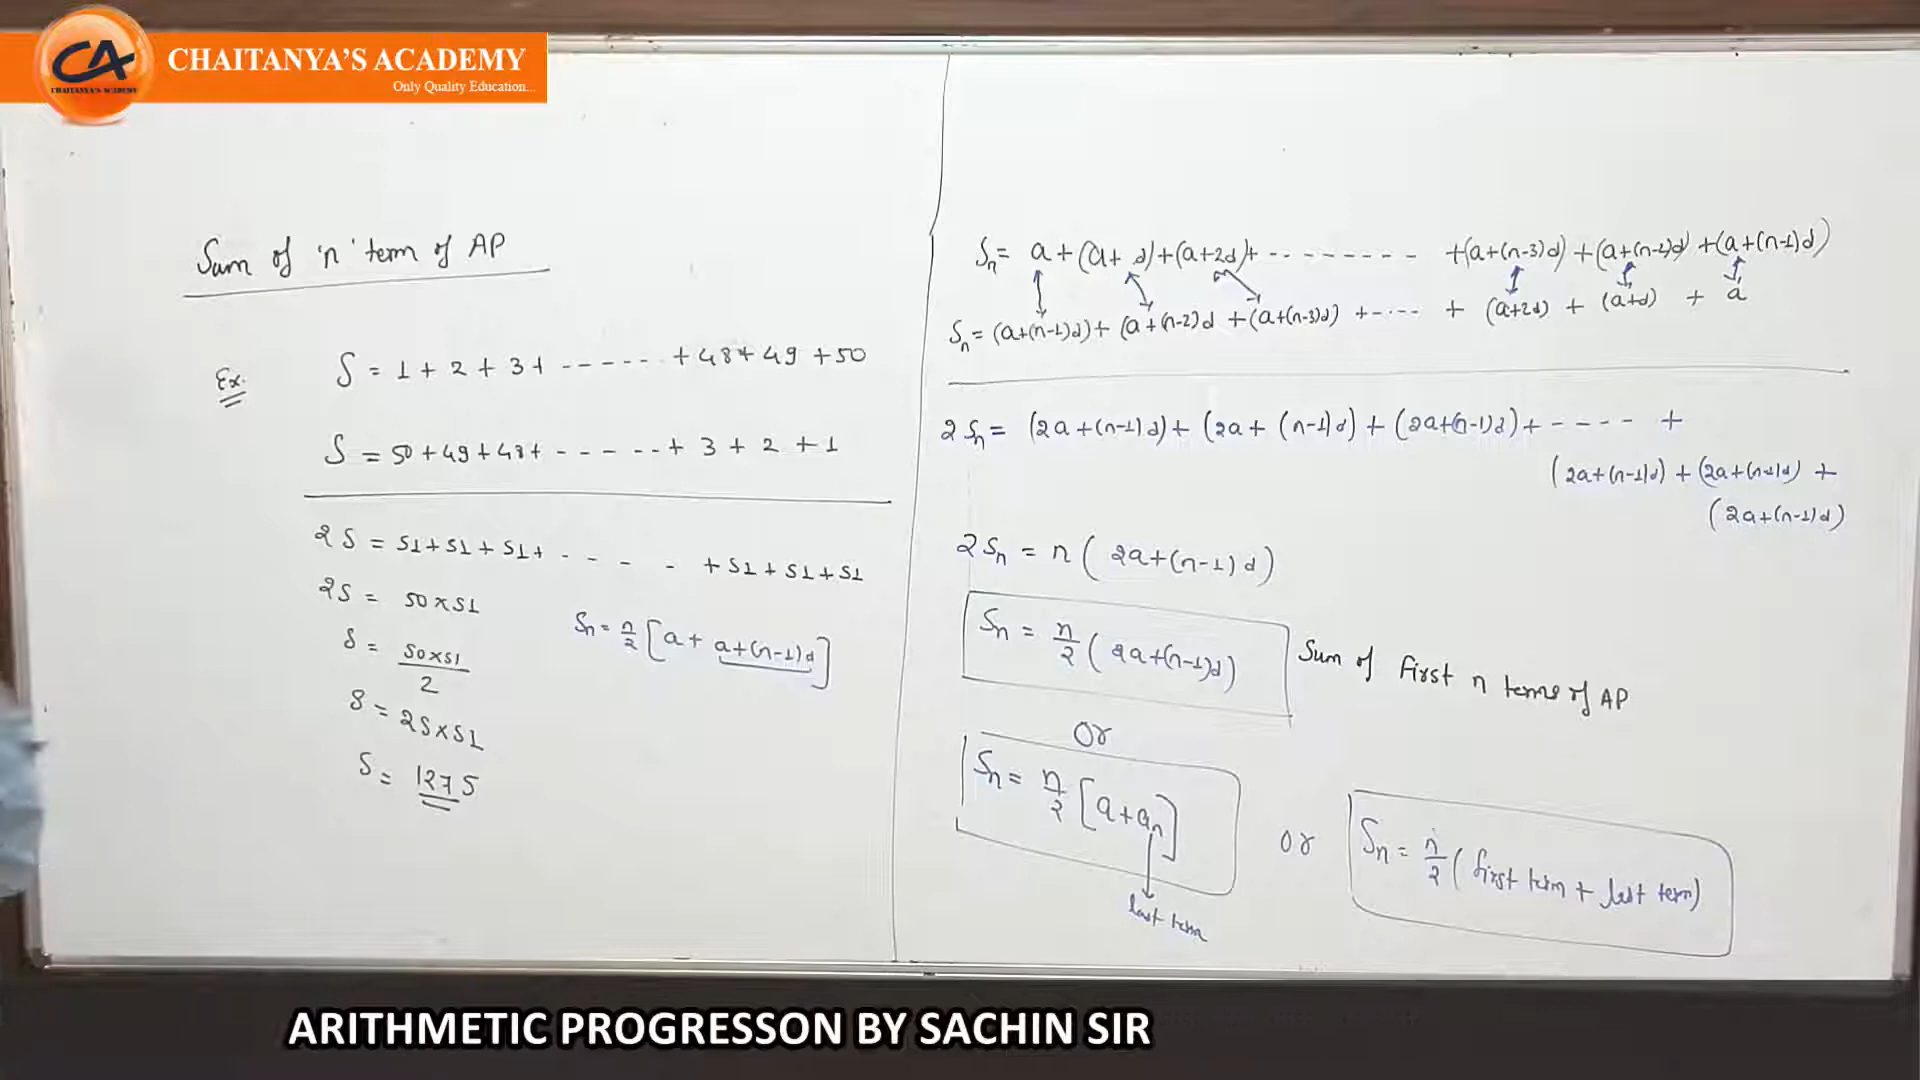 CA
CHAITANYA'S ACADEMY
CHAITANYA'S ACADEMY
Only Quality Education...
Sum of 'n' term of AP
Ex.
S = 1 + 2 + 3 + ------ + 48 + 49 + 50
S = 50 + 49 + 48 + ------ + 3 + 2 + 1
2S = 51 + 51 + 51 + - - - - + 51 + 51 + 51
2S = 50 × 51
S = 50×51/2
S = 25×51
S = 1275
Sn = n/2 [a + a+(n-1)d]
Sn = a + (a + d) + (a+2d) + -------- + (a+(n-3)d) + (a+(n-2)d) + (a+(n-1)d)
Sn = (a+(n-1)d) + (a+(n-2)d + (a+(n-3)d) + ---- + (a+2d) + (a+d) + a
2Sn = (2a+(n-1)d) + (2a+(n-1)d) + (2a+(n-1)d) + ---- +
(2a+(n-1)d) + (2a+(n-1)d) +
(2a+(n-1)d)
2Sn = n ( 2a+(n-1)d)
Sn = n/2 ( 2a+(n-1)d)
Sum of first n terms of AP
Or
Sn = n/2 [a+an]
last term
or
Sn = n/2 ( first term + last term)
ARITHMETIC PROGRESSON BY SACHIN SIR